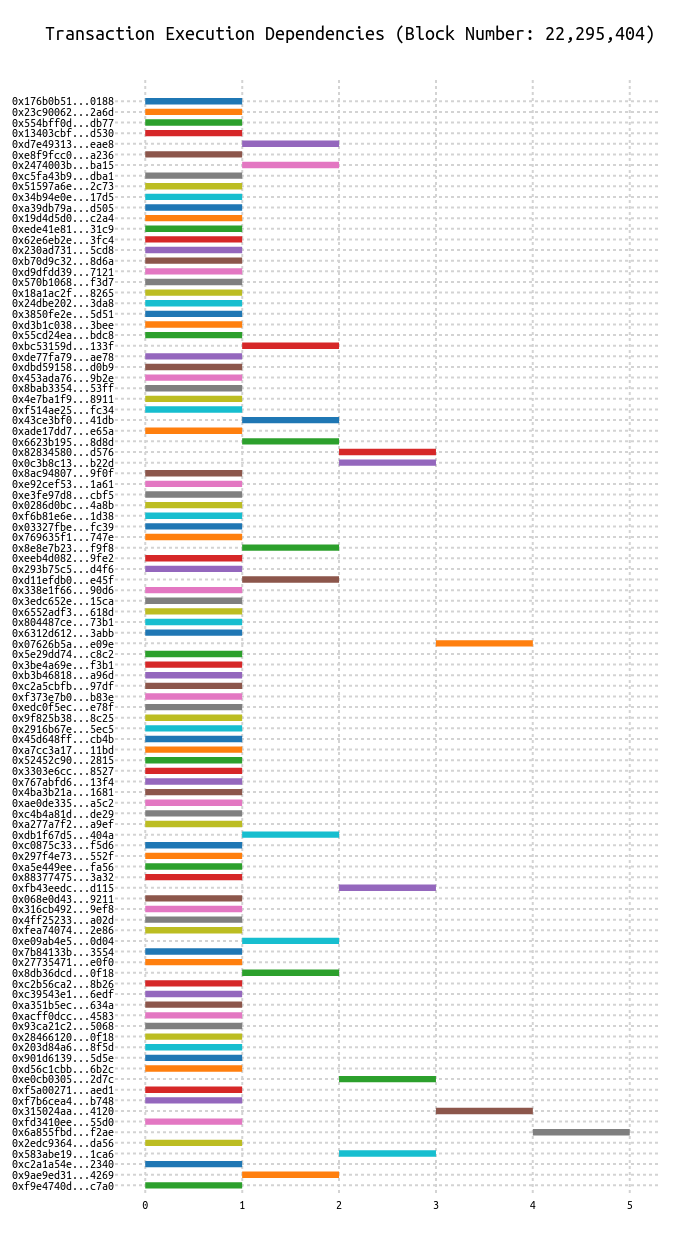 Transaction Execution Dependencies (Block Number: 22,295,404)
0x176b0b51...0188
0x23c90062...2a6d
0x554bff0d...db77
0x13403cbf...d530
0xd7e49313...eae8
0xe8f9fcc0...a236
0x2474003b...ba15
0xc5fa43b9...dba1
0x51597a6e...2c73
0x34b94e0e...17d5
0xa39db79a...d505
0x19d4d5d0...c2a4
0xede41e81...31c9
0x62e6eb2e...3fc4
0x230ad731...5cd8
0xb70d9c32...8d6a
0xd9dfdd39...7121
0x570b1068...f3d7
0x18a1ac2f...8265
0x24dbe202...3da8
0x3850fe2e...5d51
0xd3b1c038...3bee
0x55cd24ea...bdc8
0xbc53159d...133f
0xde77fa79...ae78
0xdbd59158...d0b9
0x453ada76...9b2e
0x8bab3354...53ff
0x4e7ba1f9...8911
0xf514ae25...fc34
0x43ce3bf0...41db
0xade17dd7...e65a
0x6623b195...8d8d
0x82834580...d576
0x0c3b8c13...b22d
0x8ac94807...9f0f
0xe92cef53...1a61
0xe3fe97d8...cbf5
0x0286d0bc...4a8b
0xf6b81e6e...1d38
0x03327fbe...fc39
0x769635f1...747e
0x8e8e7b23...f9f8
0xeeb4d082...9fe2
0x293b75c5...d4f6
0xd11efdb0...e45f
0x338e1f66...90d6
0x3edc652e...15ca
0x6552adf3...618d
0x804487ce...73b1
0x6312d612...3abb
0x07626b5a...e09e
0x5e29dd74...c8c2
0x3be4a69e...f3b1
0xb3b46818...a96d
0xc2a5cbfb...97df
0xf373e7b0...b83e
0xedc0f5ec...e78f
0x9f825b38...8c25
0x2916b67e...5ec5
0x45d648ff...cb4b
0xa7cc3a17...11bd
0x52452c90...2815
0x3303e6cc...8527
0x767abfd6...13f4
0x4ba3b21a...1681
0xae0de335...a5c2
0xc4b4a81d...de29
0xa277a7f2...a9ef
0xdb1f67d5...404a
0xc0875c33...f5d6
0x297f4e73...552f
0xa5e449ee...fa56
0x88377475...3a32
0xfb43eedc...d115
0x068e0d43...9211
0x316cb492...9ef8
0x4ff25233...a02d
0xfea74074...2e86
0xe09ab4e5...0d04
0x7b84133b...3554
0x27735471...e0f0
0x8db36dcd...0f18
0xc2b56ca2...8b26
0xc39543e1...6edf
0xa351b5ec...634a
0xacff0dcc...4583
0x93ca21c2...5068
0x28466120...0f18
0x203d84a6...8f5d
0x901d6139...5d5e
0xd56c1cbb...6b2c
0xe0cb0305...2d7c
0xf5a00271...aed1
0xf7b6cea4...b748
0x315024aa...4120
0xfd3410ee...55d0
0x6a855fbd...f2ae
0x2edc9364...da56
0x583abe19...1ca6
0xc2a1a54e...2340
0x9ae9ed31...4269
0xf9e4740d...c7a0
0 1 2 3 4 5